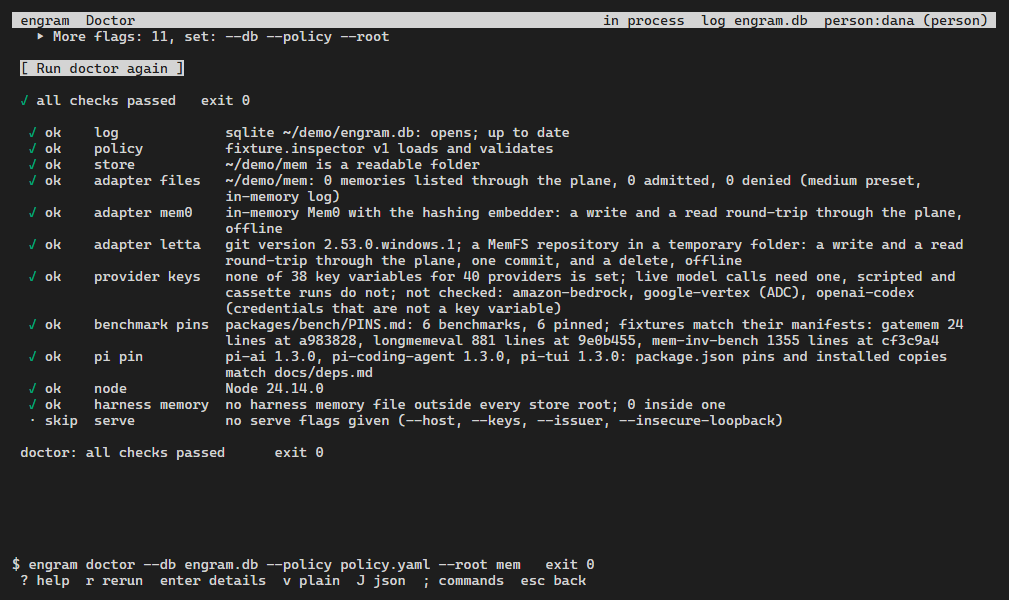 engram  Doctor    in process  log engram.db  person:dana (person)
▸ More flags: 11, set: --db --policy --root
[ Run doctor again ]
✓ all checks passed   exit 0
✓ ok    log    sqlite ~/demo/engram.db: opens; up to date
✓ ok    policy    fixture.inspector v1 loads and validates
✓ ok    store    ~/demo/mem is a readable folder
✓ ok    adapter files    ~/demo/mem: 0 memories listed through the plane, 0 admitted, 0 denied (medium preset,
in-memory log)
✓ ok    adapter mem0    in-memory Mem0 with the hashing embedder: a write and a read round-trip through the plane,
offline
✓ ok    adapter letta    git version 2.53.0.windows.1; a MemFS repository in a temporary folder: a write and a read
round-trip through the plane, one commit, and a delete, offline
✓ ok    provider keys    none of 38 key variables for 40 providers is set; live model calls need one, scripted and
cassette runs do not; not checked: amazon-bedrock, google-vertex (ADC), openai-codex
(credentials that are not a key variable)
✓ ok    benchmark pins    packages/bench/PINS.md: 6 benchmarks, 6 pinned; fixtures match their manifests: gatemem 24
lines at a983828, longmemeval 881 lines at 9e0b455, mem-inv-bench 1355 lines at cf3c9a4
✓ ok    pi pin    pi-ai 1.3.0, pi-coding-agent 1.3.0, pi-tui 1.3.0: package.json pins and installed copies
match docs/deps.md
✓ ok    node    Node 24.14.0
✓ ok    harness memory    no harness memory file outside every store root; 0 inside one
· skip    serve    no serve flags given (--host, --keys, --issuer, --insecure-loopback)
doctor: all checks passed    exit 0
$ engram doctor --db engram.db --policy policy.yaml --root mem   exit 0
? help  r rerun  enter details  v plain  J json  ; commands  esc back